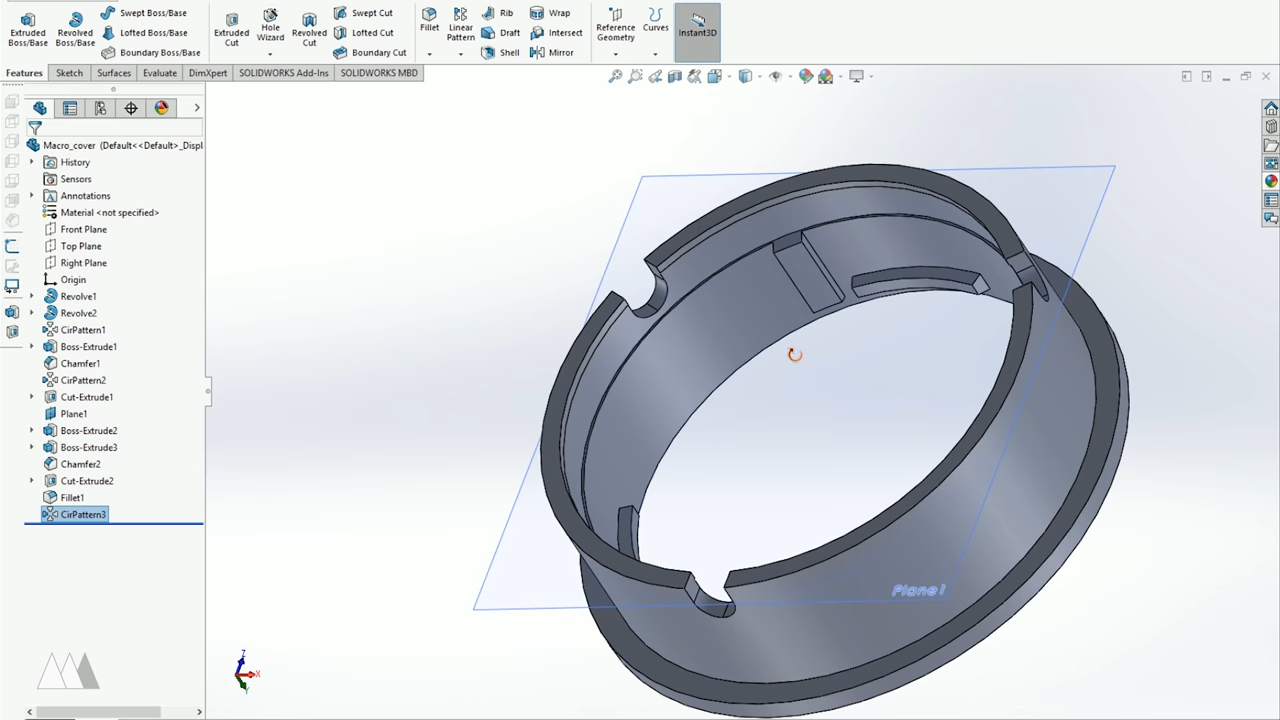 Extruded Boss/Base
Revolved Boss/Base
Swept Boss/Base
Lofted Boss/Base
Boundary Boss/Base
Extruded Cut
Hole Wizard
Revolved Cut
Swept Cut
Lofted Cut
Boundary Cut
Fillet
Linear Pattern
Rib
Draft
Shell
Wrap
Intersect
Mirror
Reference Geometry
Curves
Instant3D
Features
Sketch
Surfaces
Evaluate
DimXpert
SOLIDWORKS Add-Ins
SOLIDWORKS MBD
Macro_cover (Default<<Default>_Displ
History
Sensors
Annotations
Material <not specified>
Front Plane
Top Plane
Right Plane
Origin
Revolve1
Revolve2
CirPattern1
Boss-Extrude1
Chamfer1
CirPattern2
Cut-Extrude1
Plane1
Boss-Extrude2
Boss-Extrude3
Chamfer2
Cut-Extrude2
Fillet1
CirPattern3
Plane1
Z
X
Y